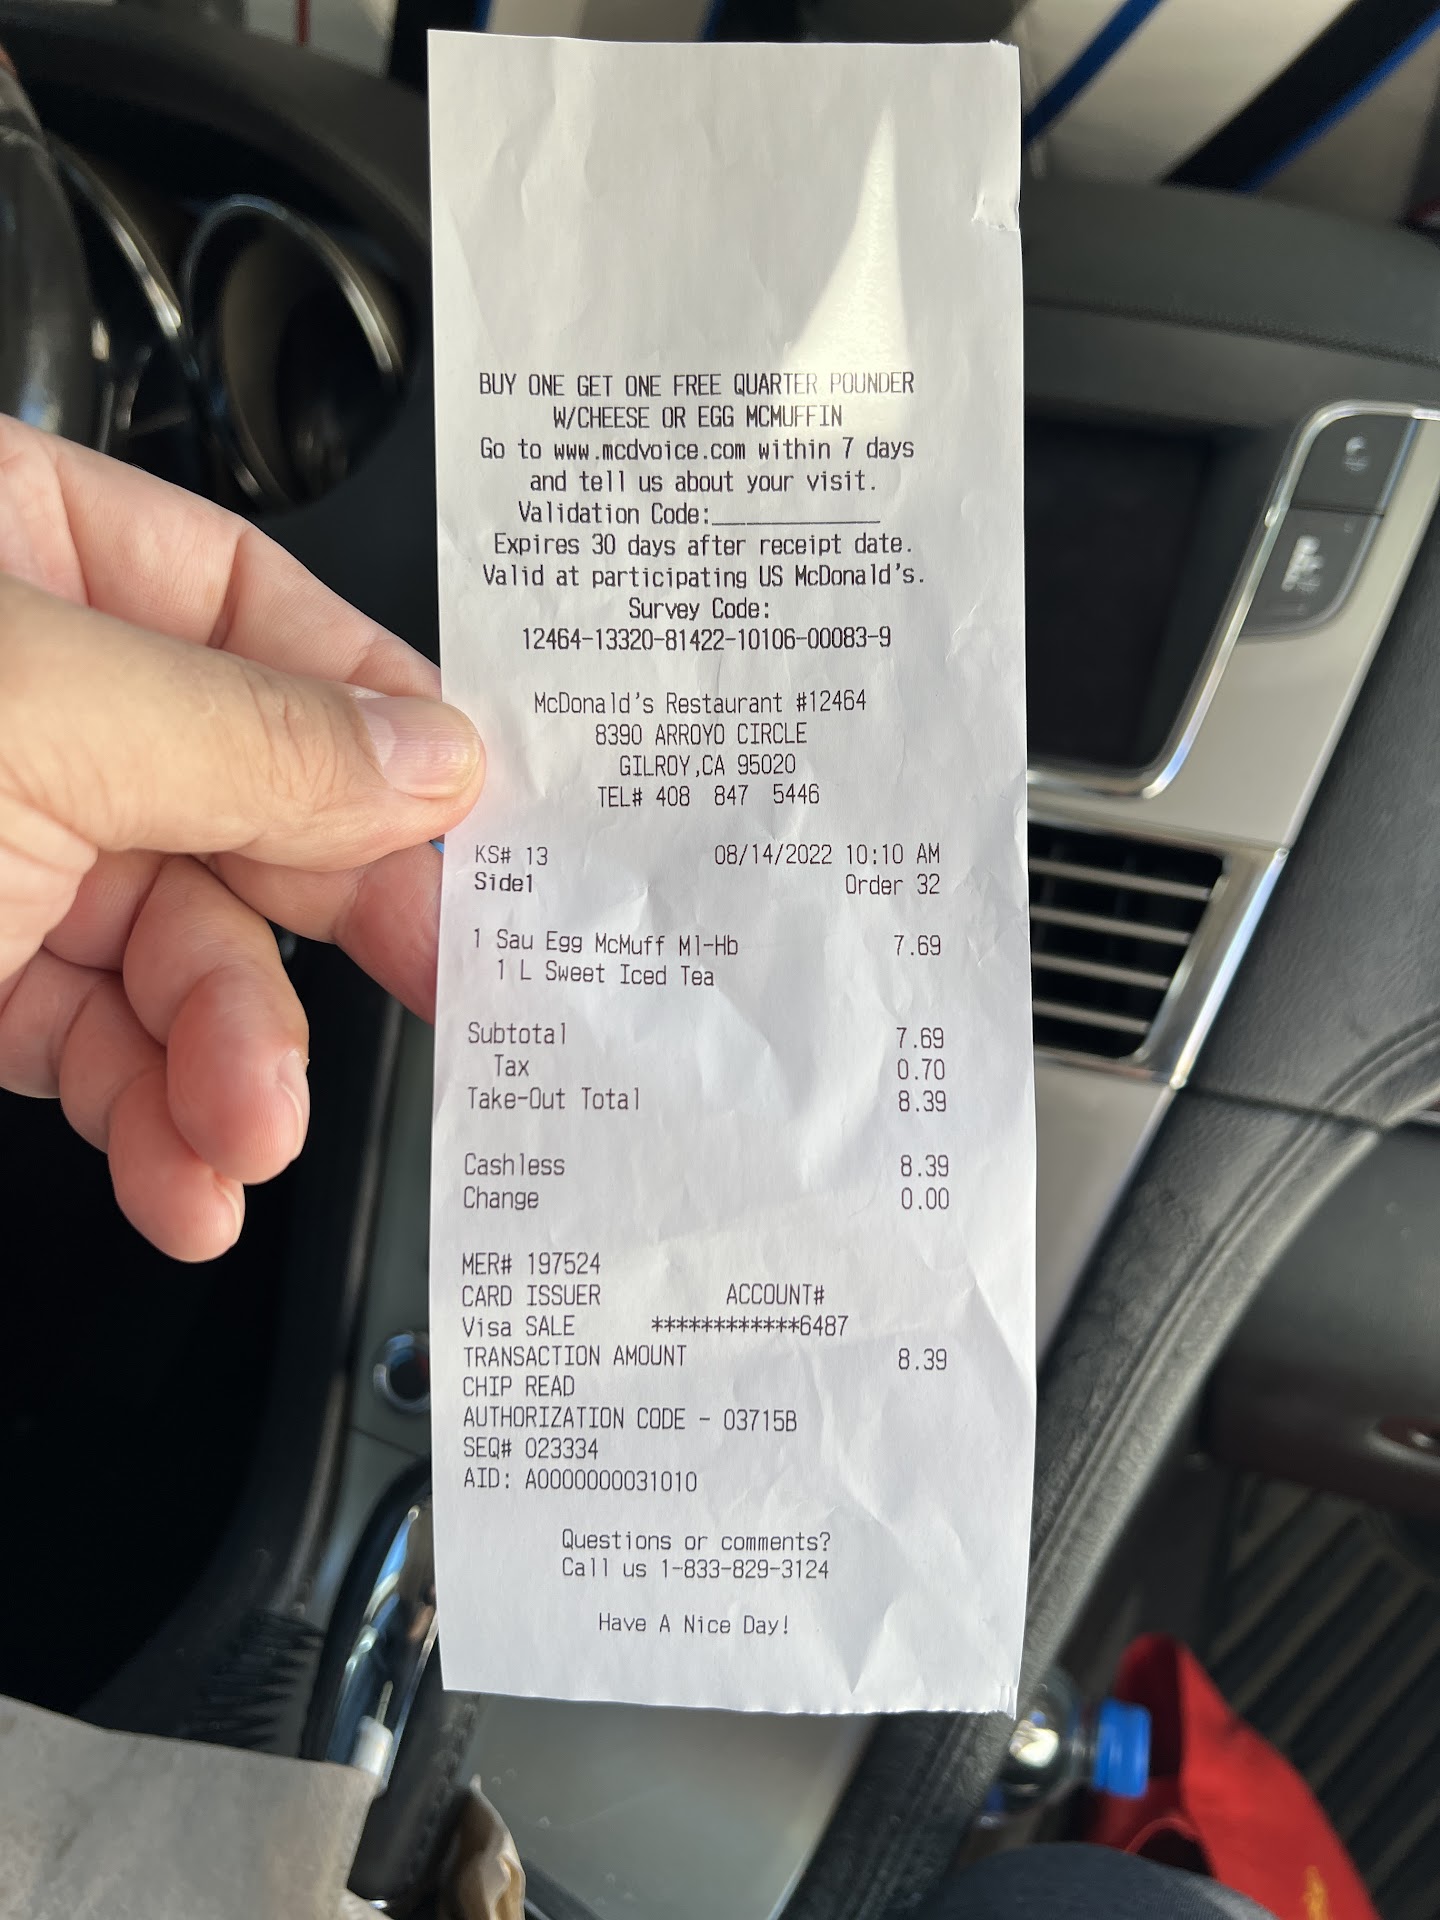 BUY ONE GET ONE FREE QUARTER POUNDER
W/CHEESE OR EGG MCMUFFIN
Go to www.mcdvoice.com within 7 days
and tell us about your visit.
Validation Code:______________
Expires 30 days after receipt date.
Valid at participating US McDonald's.
Survey Code:
12464-13320-81422-10106-00083-9
McDonald's Restaurant #12464
8390 ARROYO CIRCLE
GILROY,CA 95020
TEL# 408 847 5446
KS# 13 08/14/2022 10:10 AM
Side1 Order 32
1 Sau Egg McMuff Ml-Hb 7.69
1 L Sweet Iced Tea
Subtotal 7.69
Tax 0.70
Take-Out Total 8.39
Cashless 8.39
Change 0.00
MER# 197524
CARD ISSUER ACCOUNT#
Visa SALE ************6487
TRANSACTION AMOUNT 8.39
CHIP READ
AUTHORIZATION CODE - 03715B
SEQ# 023334
AID: A0000000031010
Questions or comments?
Call us 1-833-829-3124
Have A Nice Day!